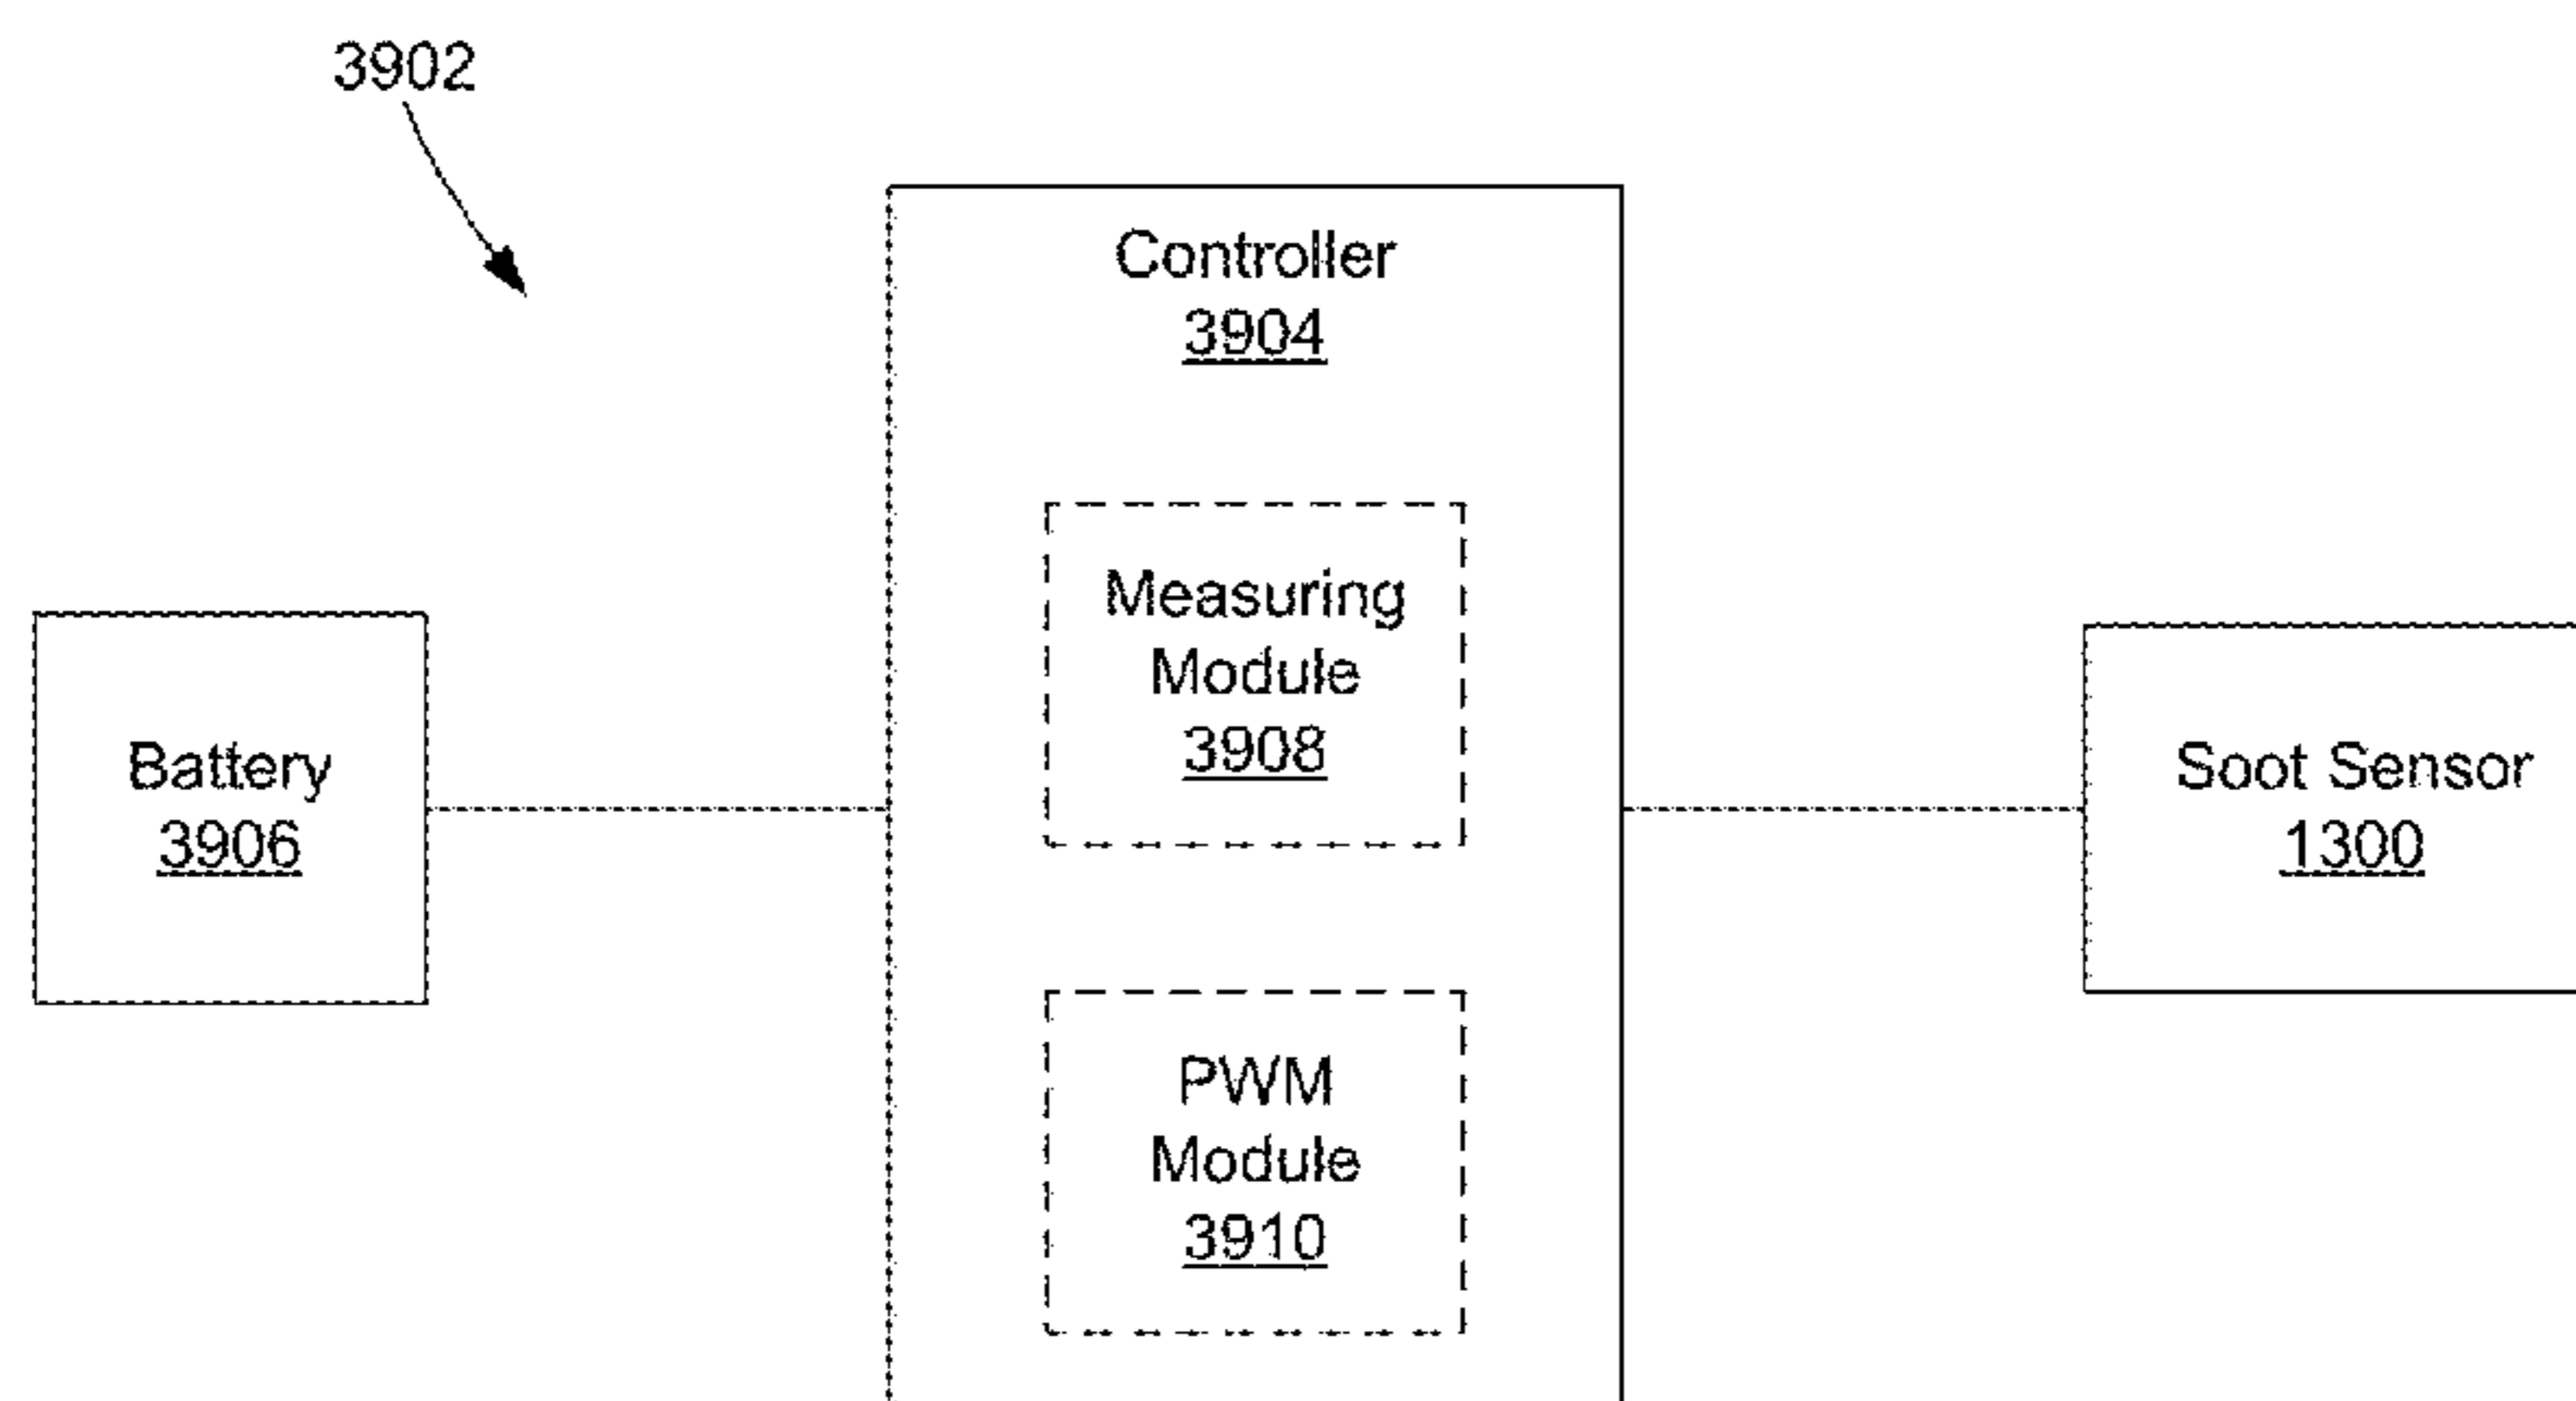 3902
Controller
3904
Measuring
Module
3908
Battery
3906
Soot Sensor
1300
PWM
Module
3910